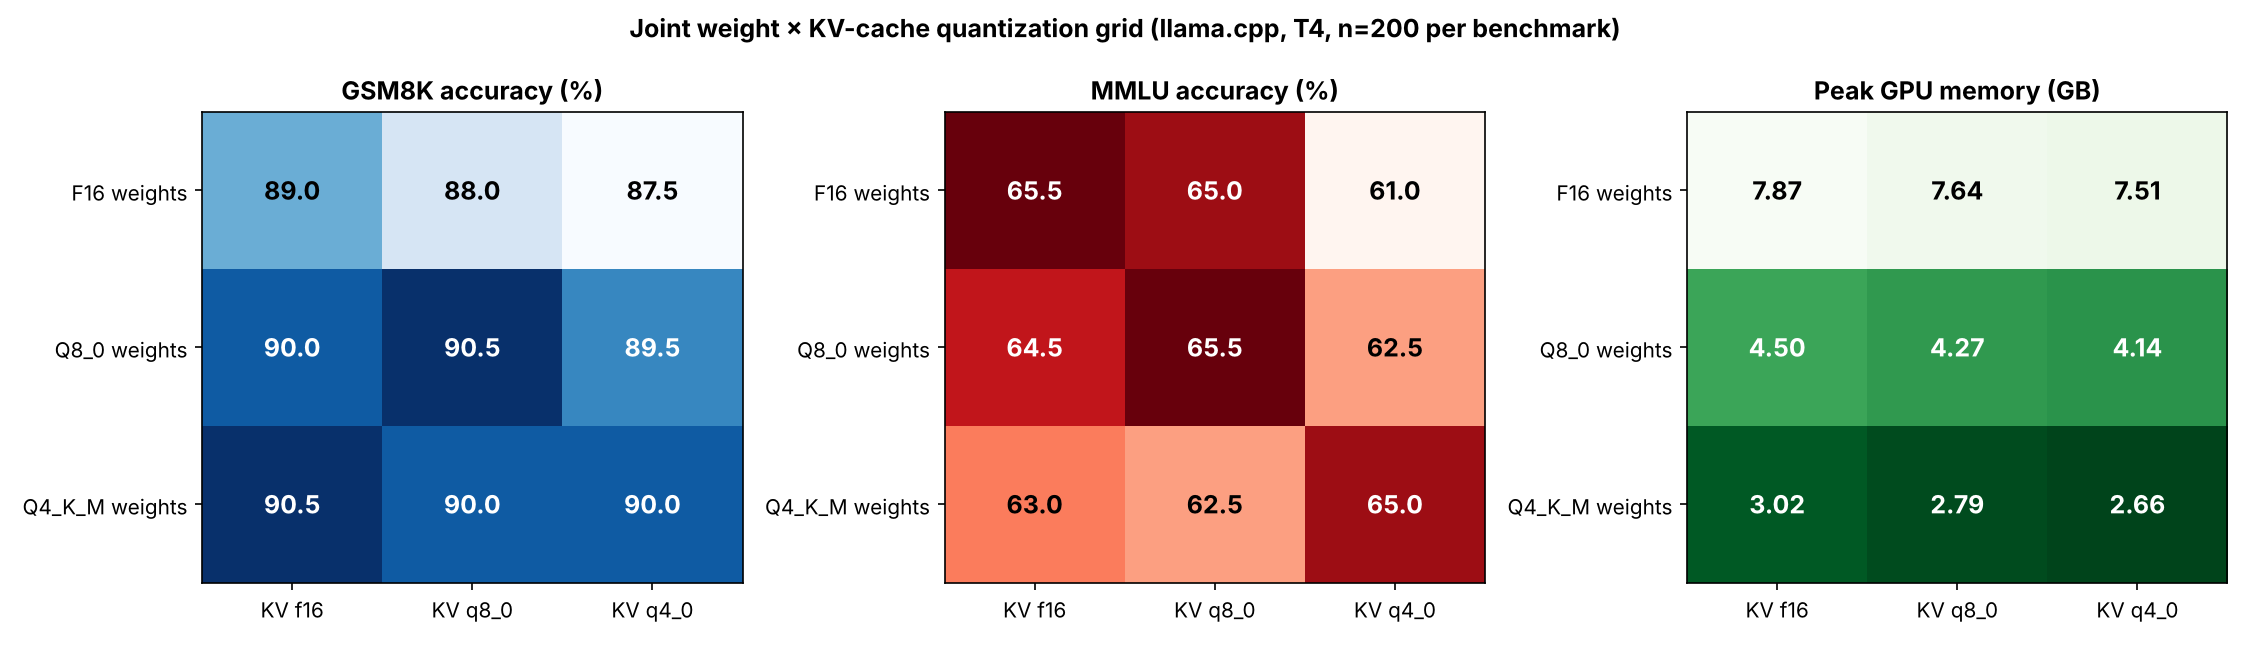 Joint weight × KV-cache quantization grid (llama.cpp, T4, n=200 per benchmark)
GSM8K accuracy (%)
F16 weights 89.0 88.0 87.5
Q8_0 weights 90.0 90.5 89.5
Q4_K_M weights 90.5 90.0 90.0
KV f16 KV q8_0 KV q4_0
MMLU accuracy (%)
F16 weights 65.5 65.0 61.0
Q8_0 weights 64.5 65.5 62.5
Q4_K_M weights 63.0 62.5 65.0
KV f16 KV q8_0 KV q4_0
Peak GPU memory (GB)
F16 weights 7.87 7.64 7.51
Q8_0 weights 4.50 4.27 4.14
Q4_K_M weights 3.02 2.79 2.66
KV f16 KV q8_0 KV q4_0